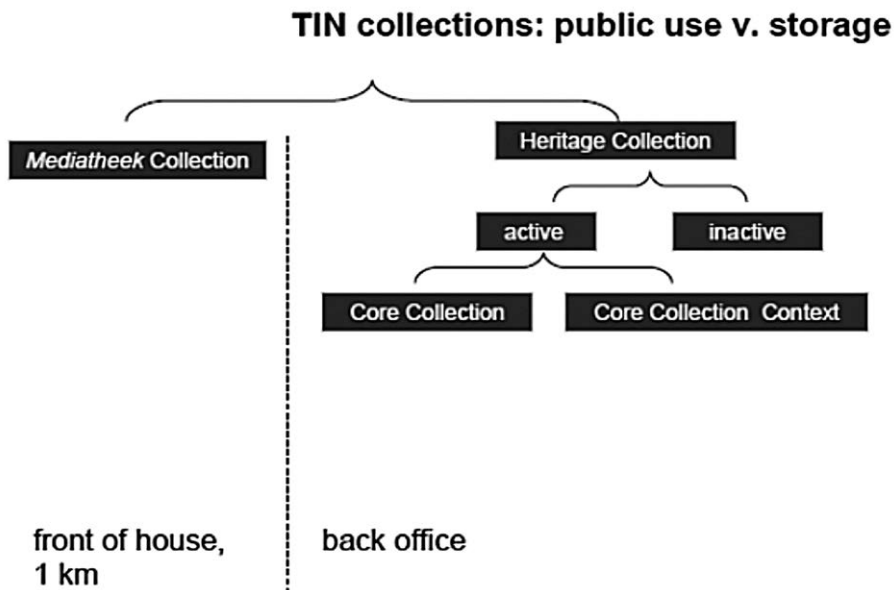 TIN collections: public use v. storage
Mediatheek Collection
Heritage Collection
active
inactive
Core Collection
Core Collection Context
front of house,
1 km
back office